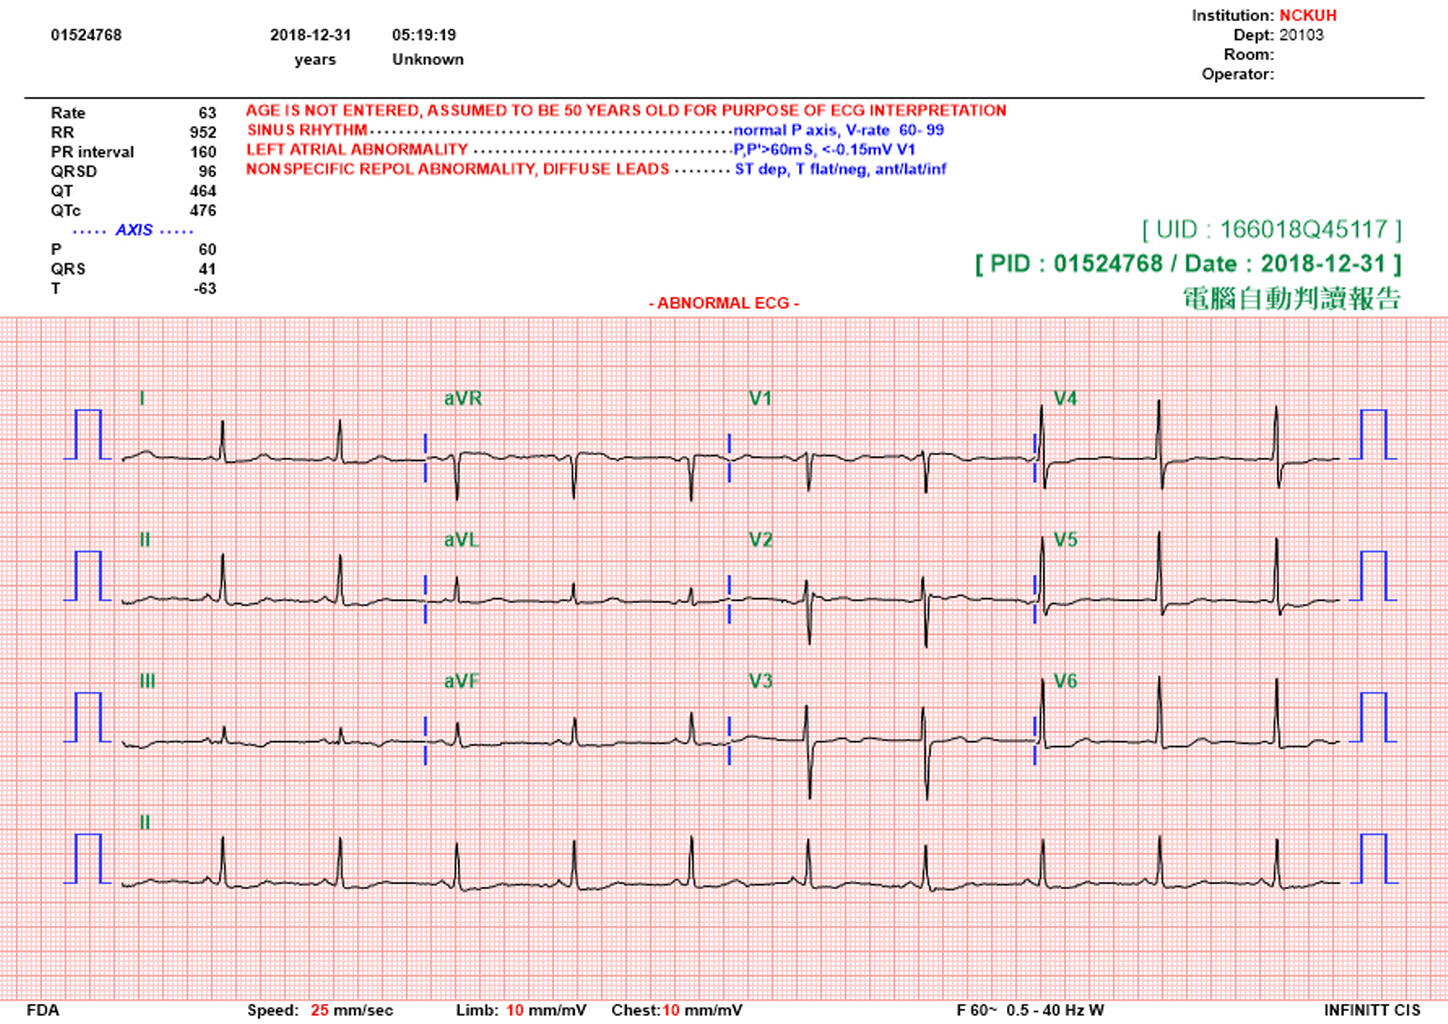 Institution: NCKUH
01524768 2018-12-31 05:19:19 Dept: 20103
years Unknown Room:
Operator:
Rate 63 AGE IS NOT ENTERED, ASSUMED TO BE 50 YEARS OLD FOR PURPOSE OF ECG INTERPRETATION
RR 952 SINUS RHYTHM........................................normal P axis, V-rate 60- 99
PR interval 160 LEFT ATRIAL ABNORMALITY ................................P,P'>60mS, <-0.15mV V1
QRSD 96 NONSPECIFIC REPOL ABNORMALITY, DIFFUSE LEADS ........ ST dep, T flat/neg, ant/lat/inf
QT 464
QTc 476
..... AXIS .....
[ UID : 166018Q45117 ]
P 60
[ PID : 01524768 / Date : 2018-12-31 ]
QRS 41
T -63
電腦自動判讀報告
- ABNORMAL ECG -
I aVR V1 V4
II aVL V2 V5
III aVF V3 V6
II
FDA Speed: 25 mm/sec Limb: 10 mm/mV Chest:10 mm/mV F 60~ 0.5 - 40 Hz W INFINITT CIS